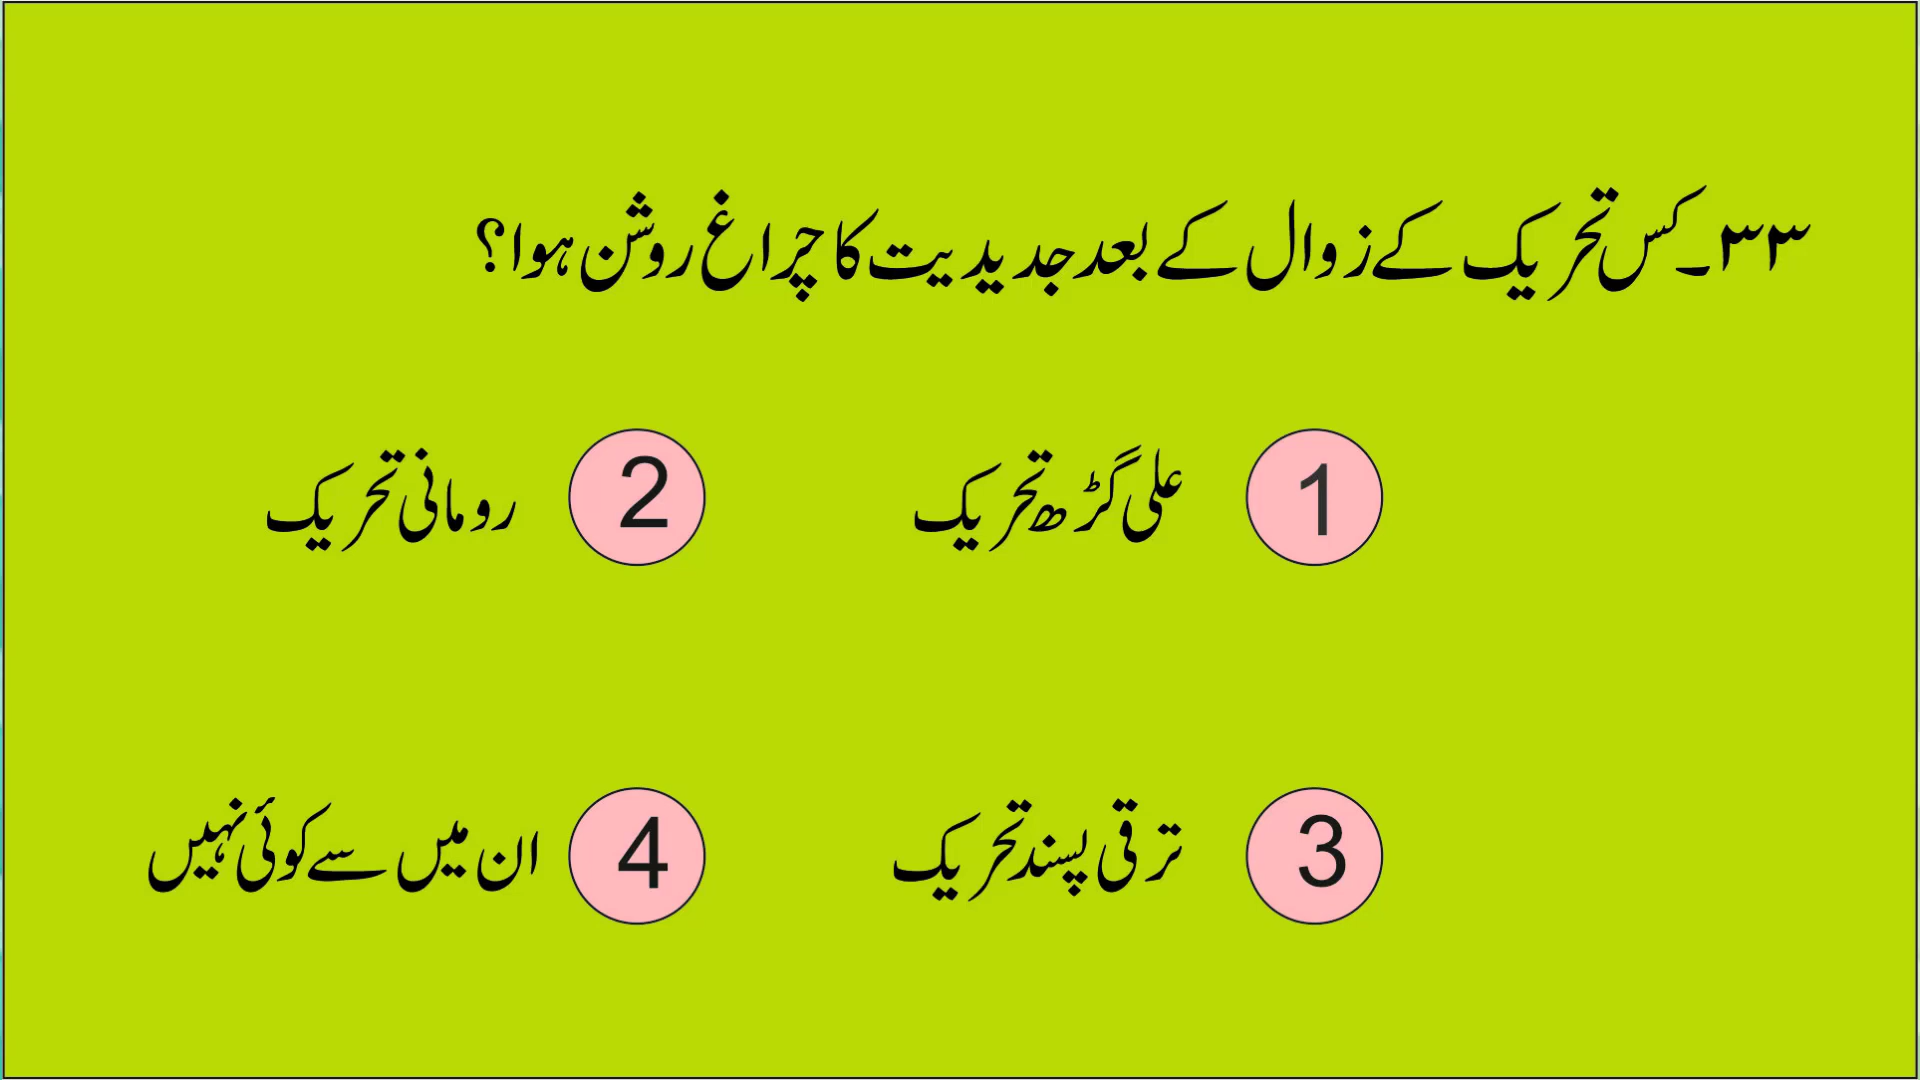 ۳۳۔ کس تحریک کے زوال کے بعد جدیدیت کا چراغ روشن ہوا؟
1 علی گڑھ تحریک
2 رومانی تحریک
3 ترقی پسند تحریک
4 ان میں سے کوئی نہیں